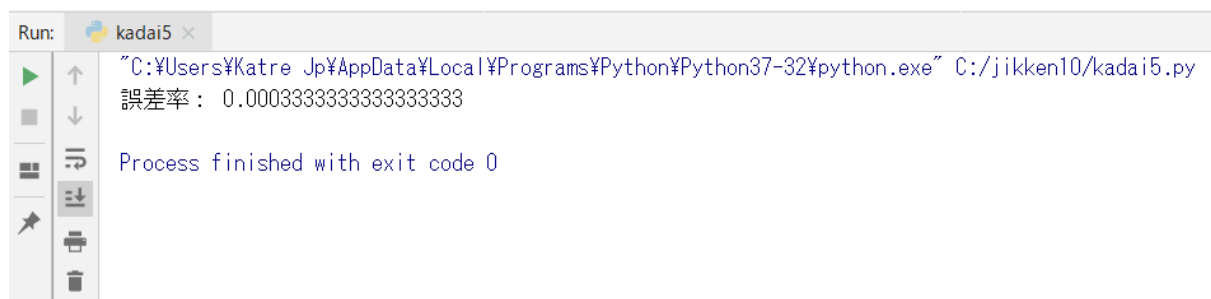 Run: kadai5 ×
"C:¥Users¥Katre Jp¥AppData¥Local¥Programs¥Python¥Python37-32¥python.exe" C:/jikken10/kadai5.py
誤差率： 0.0003333333333333333
Process finished with exit code 0